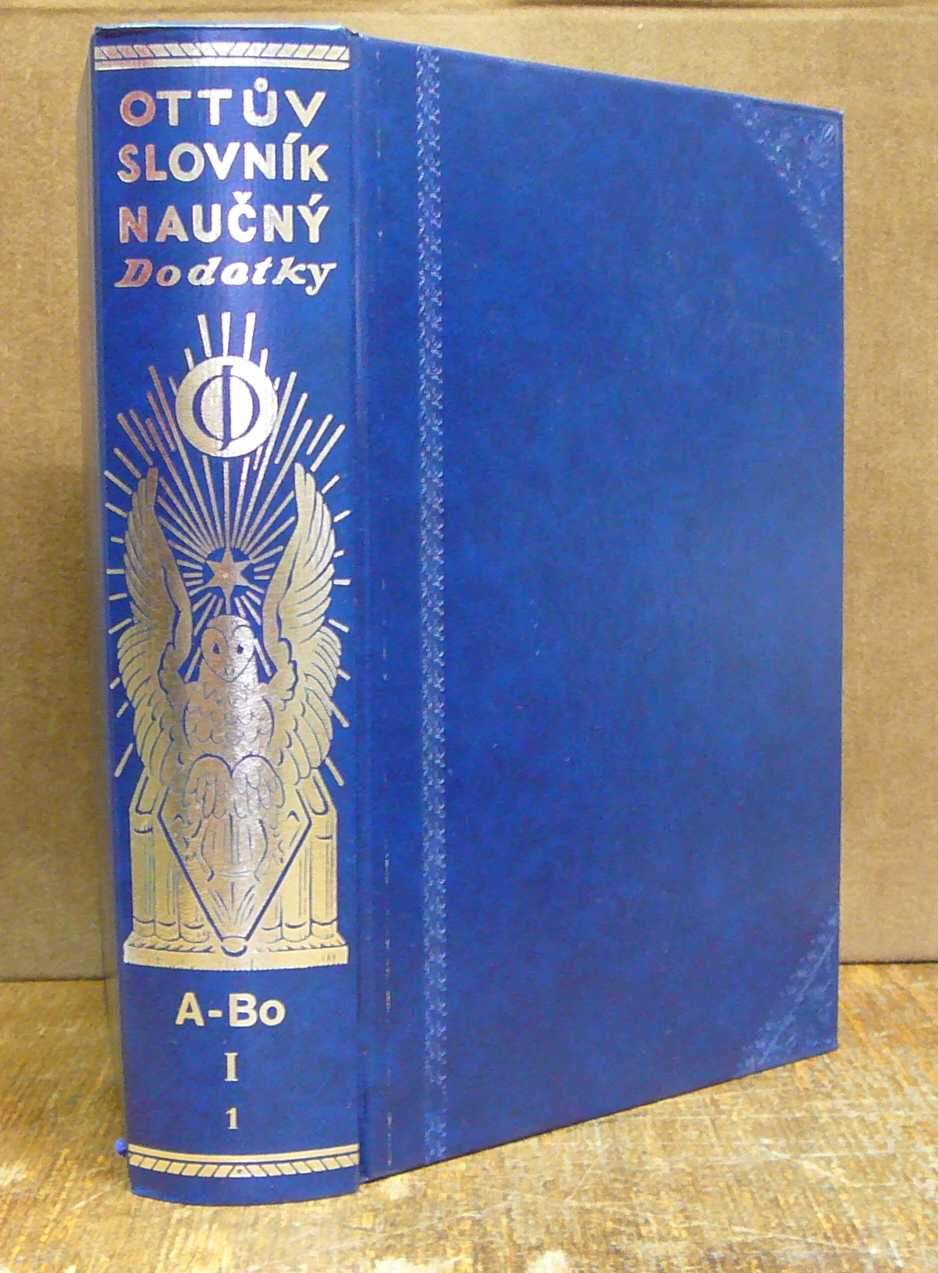 OTTŮV
SLOVNÍK
NAUČNÝ
Dodatky
A-Bo
I
1